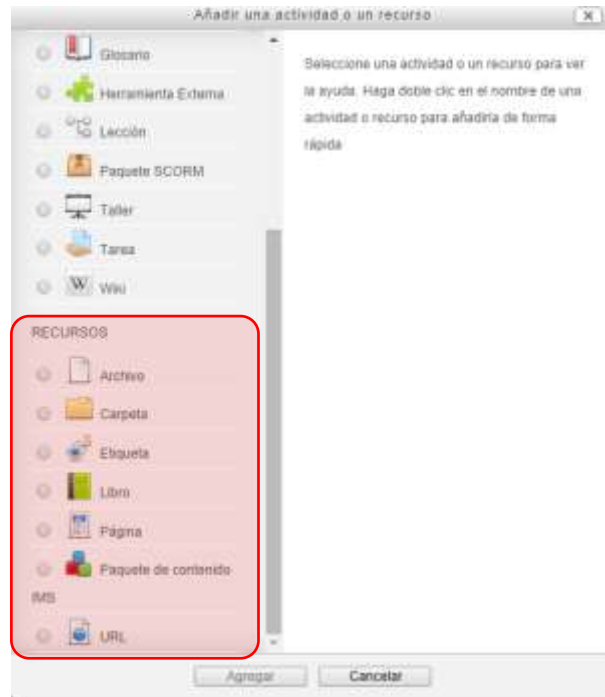 Añadir una actividad o un recurso
Glosario
Herramienta Externa
Lección
Paquete SCORM
Taller
Tarea
Wiki
RECURSOS
Archivo
Carpeta
Etiqueta
Libro
Página
Paquete de contenido
IMS
URL
Seleccione una actividad o un recurso para ver
la ayuda. Haga doble clic en el nombre de una
actividad o recurso para añadirla de forma
rápida
Agregar
Cancelar